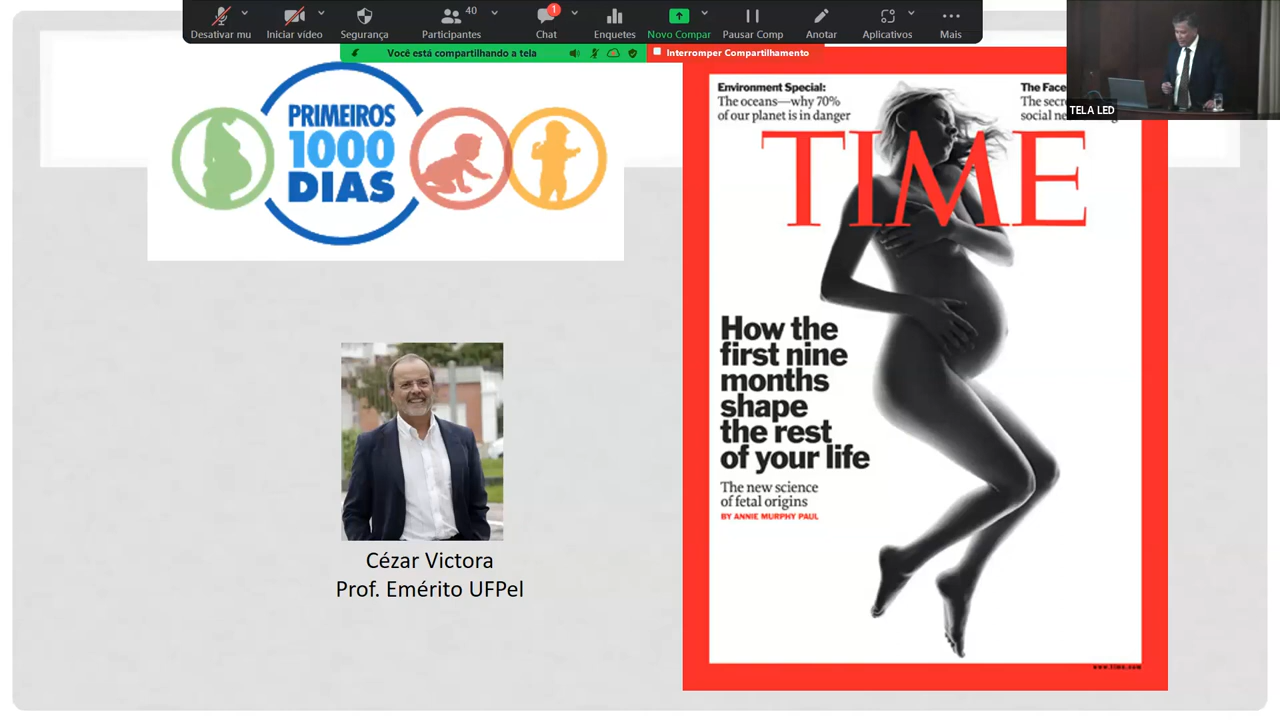 Desativar mu
Iniciar vídeo
Segurança
40
Participantes
1
Chat
Enquetes
Novo Compar
Pausar Comp
Anotar
Aplicativos
Mais
Você está compartilhando a tela
Interromper Compartilhamento
TELA LED
PRIMEIROS
1000
DIAS
Cézar Victora
Prof. Emérito UFPel
Environment Special:
The oceans—why 70%
of our planet is in danger
The Face
The secr
social ne
TIME
How the
first nine
months
shape
the rest
of your life
The new science
of fetal origins
BY ANNIE MURPHY PAUL
www.time.com